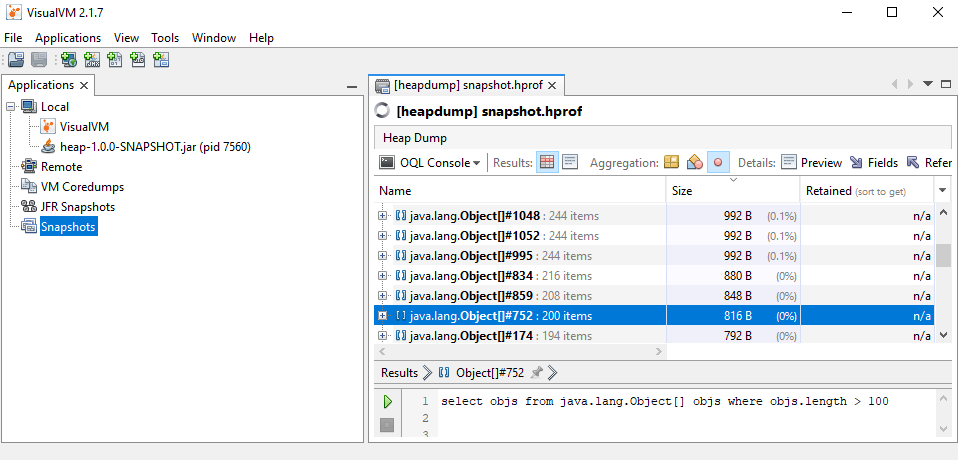 VisualVM 2.1.7
File Applications View Tools Window Help
Applications
Local
VisualVM
heap-1.0.0-SNAPSHOT.jar (pid 7560)
Remote
VM Coredumps
JFR Snapshots
Snapshots
[heapdump] snapshot.hprof
[heapdump] snapshot.hprof
Heap Dump
OQL Console Results: Aggregation: Details: Preview Fields Refer
Name Size Retained (sort to get)
java.lang.Object[]#1048 : 244 items 992 B (0.1%) n/a
java.lang.Object[]#1052 : 244 items 992 B (0.1%) n/a
java.lang.Object[]#995 : 244 items 992 B (0.1%) n/a
java.lang.Object[]#834 : 216 items 880 B (0%) n/a
java.lang.Object[]#859 : 208 items 848 B (0%) n/a
java.lang.Object[]#752 : 200 items 816 B (0%) n/a
java.lang.Object[]#174 : 194 items 792 B (0%) n/a
Results Object[]#752
1 select objs from java.lang.Object[] objs where objs.length > 100
2
3